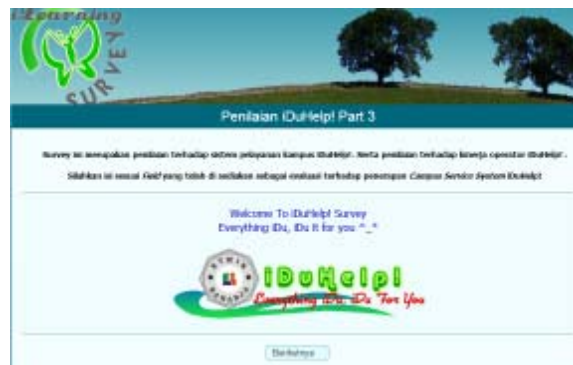 iLearning
SURVEY
Penilaian iDuHelp! Part 3
Survey ini merupakan penilaian terhadap sistem pelayanan kampus iDuHelp!. Serta penilaian terhadap kinerja operator iDuHelp!.
Silahkan isi sesuai Field yang telah di sediakan sebagai evaluasi terhadap penerapan Campus Service System iDuHelp!
Welcome To iDuHelp! Survey
Everything iDu, iDu It for you ^_^
iDuHelp!
Everything iDu, iDu For You
Berikutnya